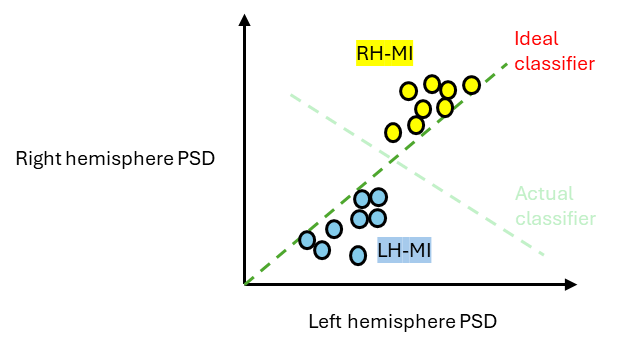 Ideal
classifier
RH-MI
Right hemisphere PSD
Actual
classifier
LH-MI
Left hemisphere PSD